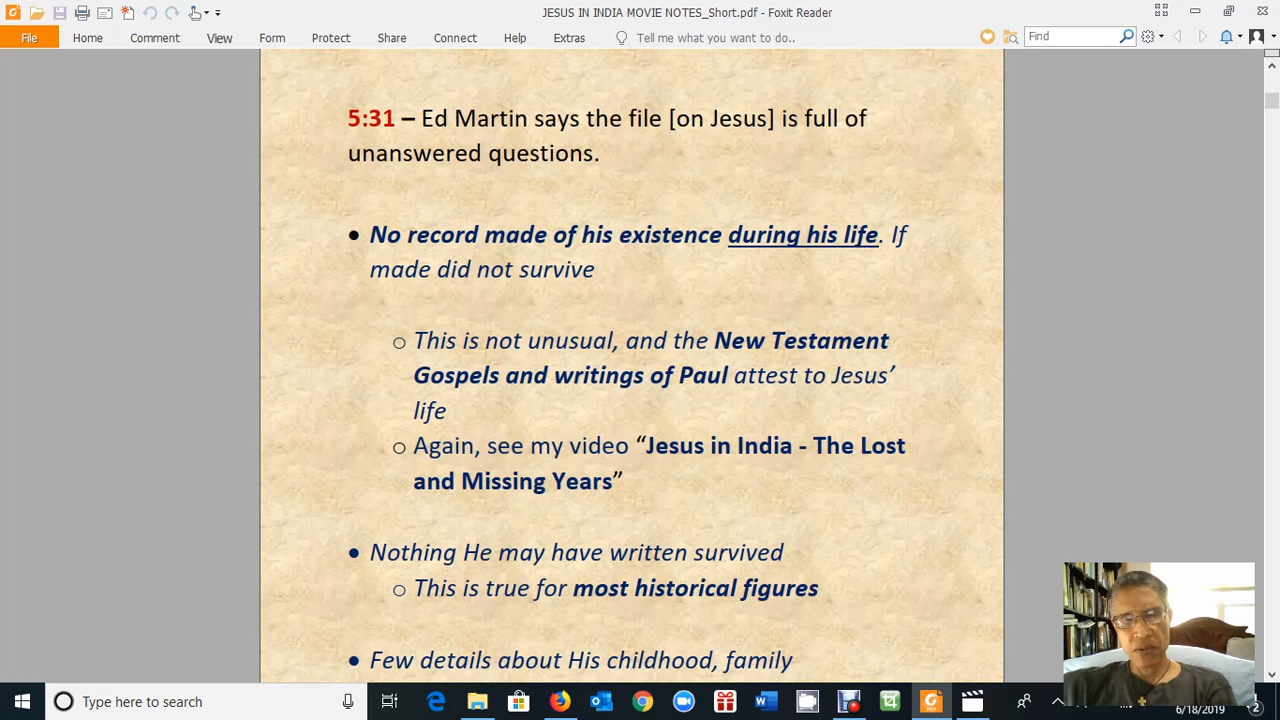 JESUS IN INDIA MOVIE NOTES_Short.pdf - Foxit Reader
File Home Comment View Form Protect Share Connect Help Extras Tell me what you want to do.. Find
5:31 – Ed Martin says the file [on Jesus] is full of
unanswered questions.
• No record made of his existence during his life. If
made did not survive
○ This is not unusual, and the New Testament
Gospels and writings of Paul attest to Jesus’
life
○ Again, see my video “Jesus in India - The Lost
and Missing Years”
• Nothing He may have written survived
○ This is true for most historical figures
• Few details about His childhood, family
Type here to search
6/18/2019
2